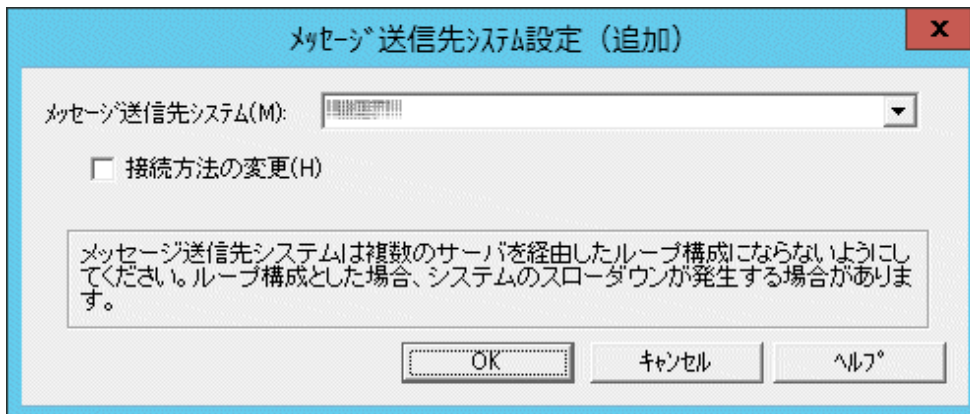 ﾒｯｾｰｼﾞ送信先ｼｽﾃﾑ設定（追加）
x
ﾒｯｾｰｼﾞ送信先ｼｽﾃﾑ(M):
接続方法の変更(H)
メッセージ送信先システムは複数のサーバを経由したループ構成にならないようにし
てください。ループ構成とした場合、システムのスローダウンが発生する場合がありま
す。
OK
ｷｬﾝｾﾙ
ﾍﾙﾌﾟ